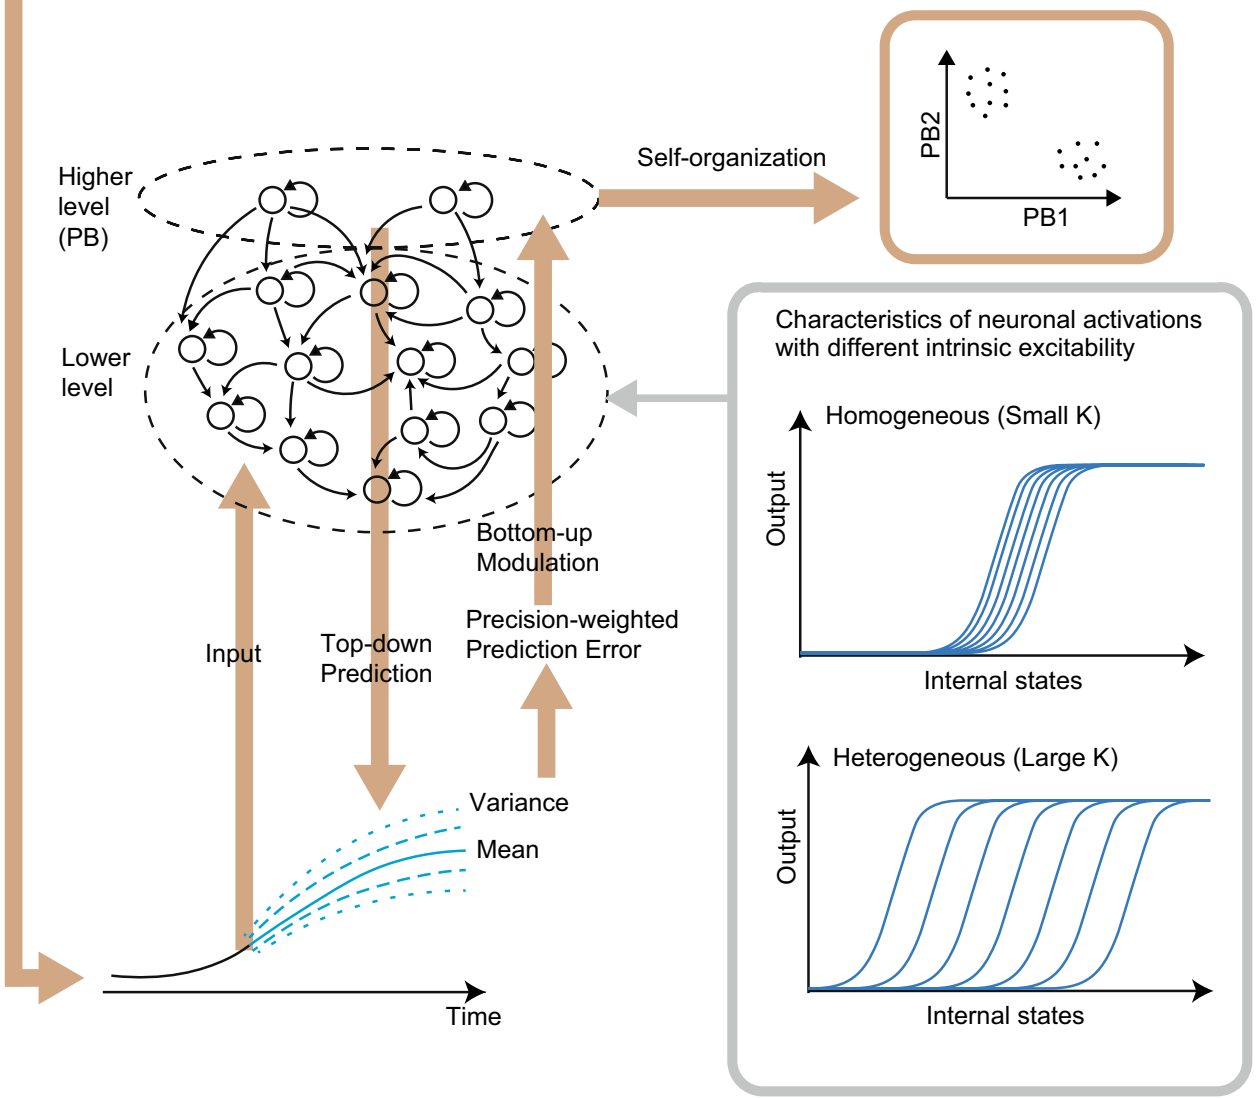 Higher
level
(PB)
Self-organization
PB2
PB1
Lower
level
Characteristics of neuronal activations
with different intrinsic excitability
Homogeneous (Small K)
Output
Internal states
Heterogeneous (Large K)
Output
Internal states
Bottom-up
Modulation
Precision-weighted
Prediction Error
Input
Top-down
Prediction
Variance
Mean
Time